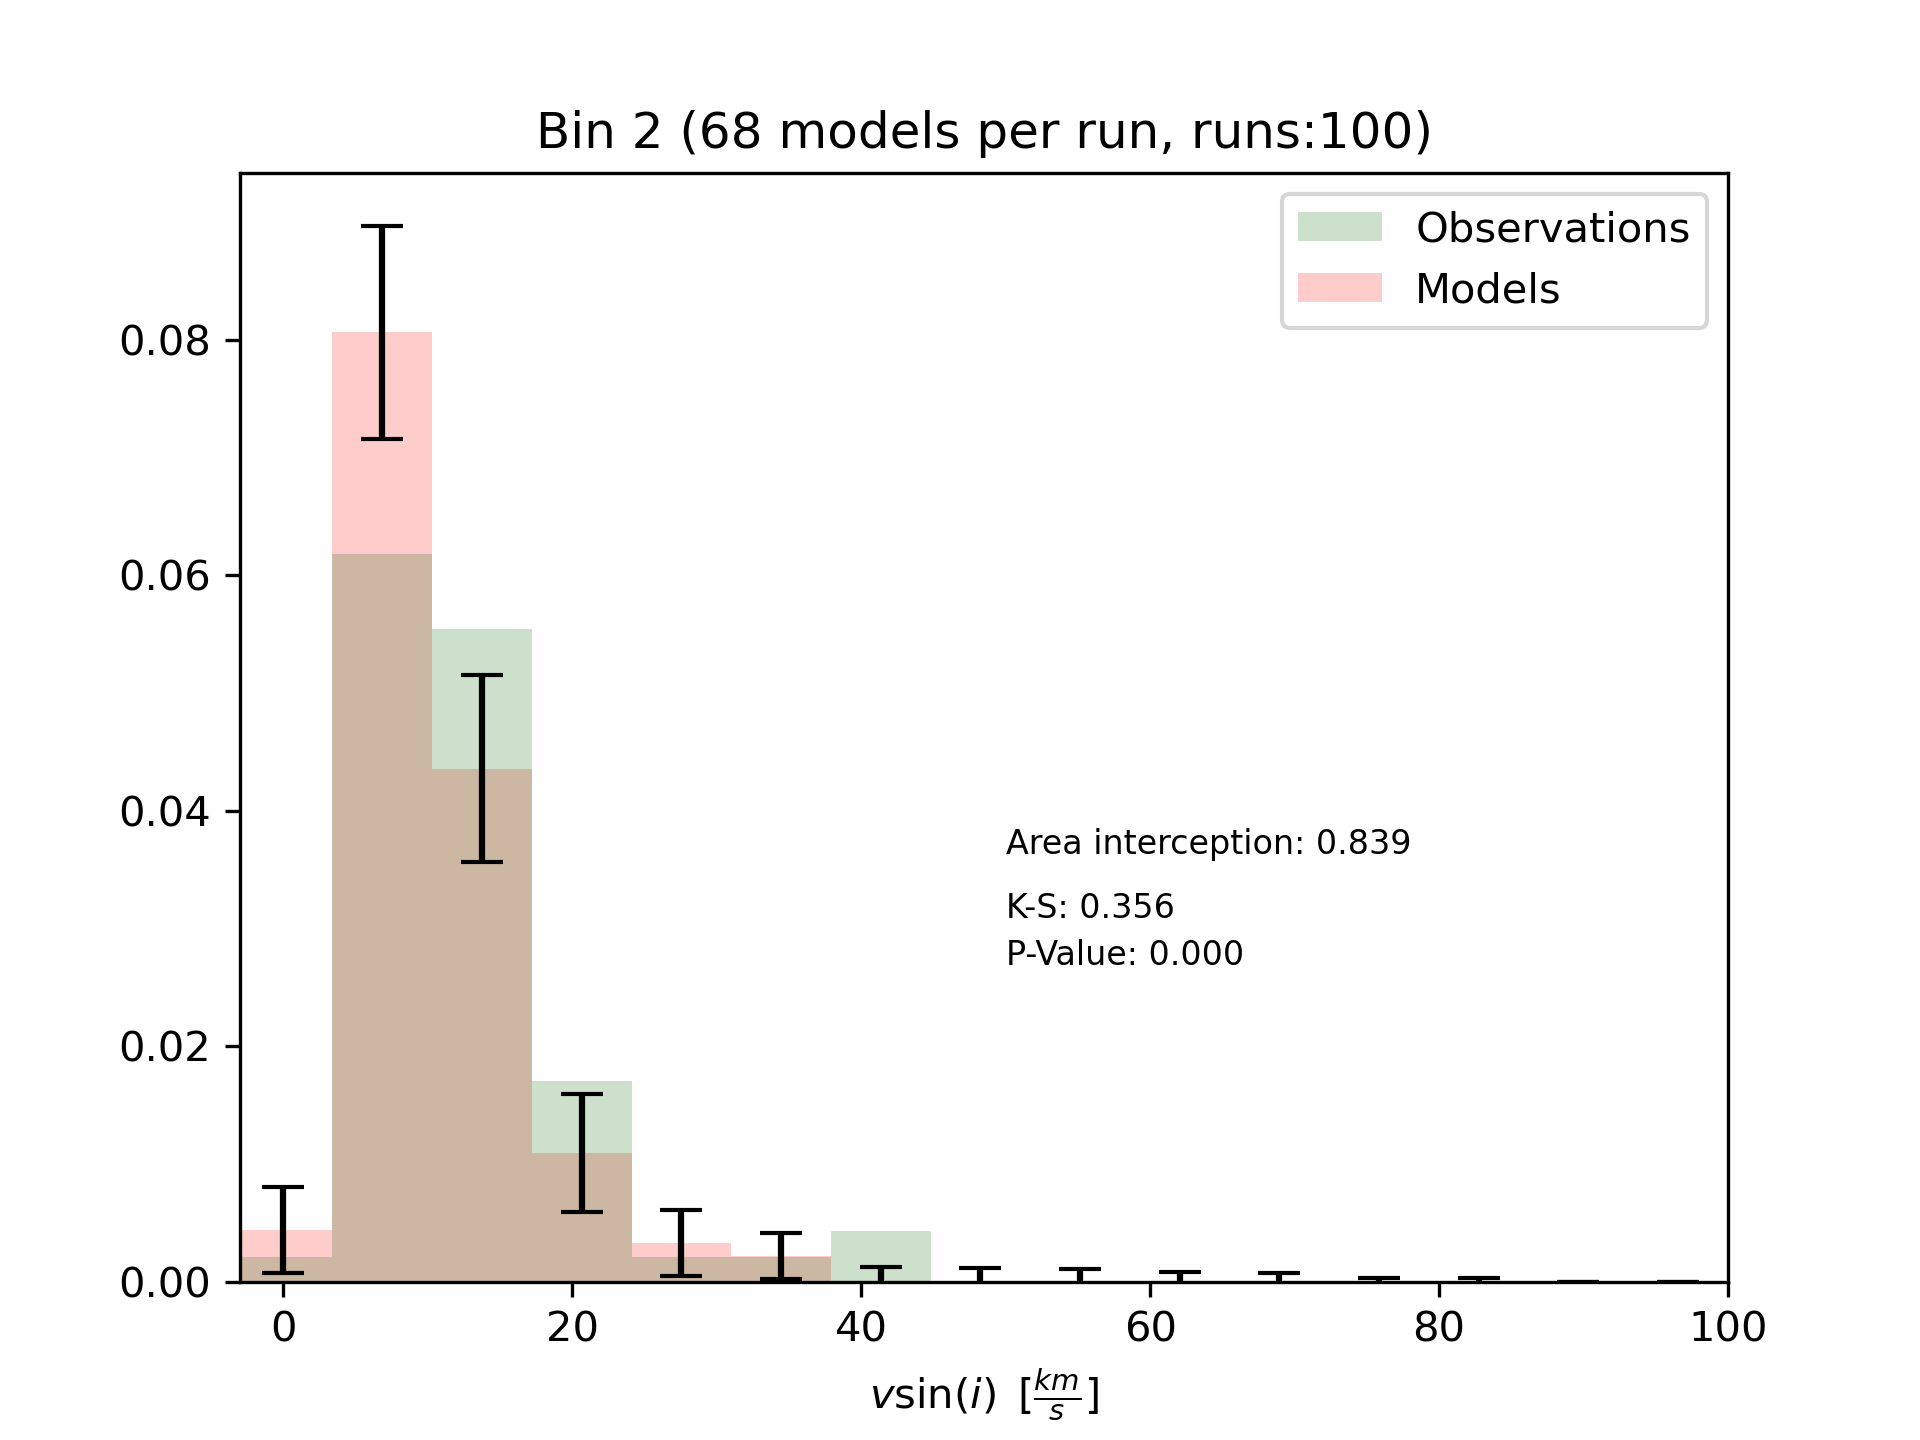 Bin 2 (68 models per run, runs:100)
Observations
Models
0.08
0.06
0.04
0.02
0.00
Area interception: 0.839
K-S: 0.356
P-Value: 0.000
0 20 40 60 80 100
vsin(i) [km/s]